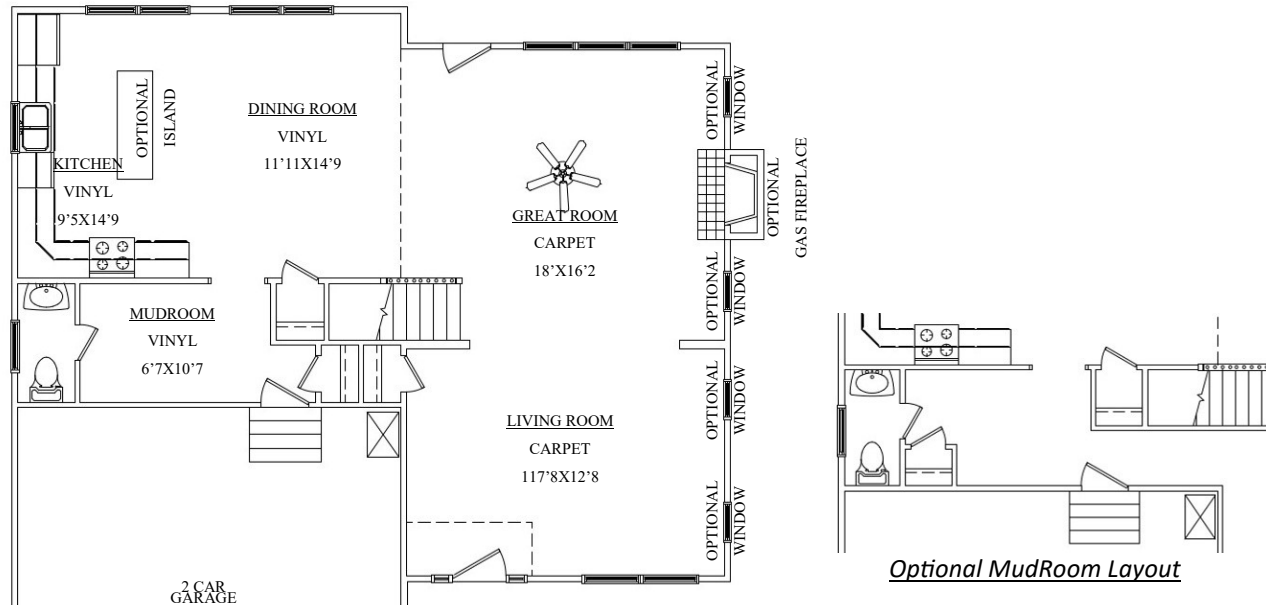 DINING ROOM
VINYL
11’11X14’9
OPTIONAL
ISLAND
KITCHEN
VINYL
9’5X14’9
GREAT ROOM
CARPET
18’X16’2
OPTIONAL
WINDOW
OPTIONAL
GAS FIREPLACE
OPTIONAL
WINDOW
MUDROOM
VINYL
6’7X10’7
LIVING ROOM
CARPET
117’8X12’8
OPTIONAL
WINDOW
OPTIONAL
WINDOW
2 CAR
GARAGE
Optional MudRoom Layout